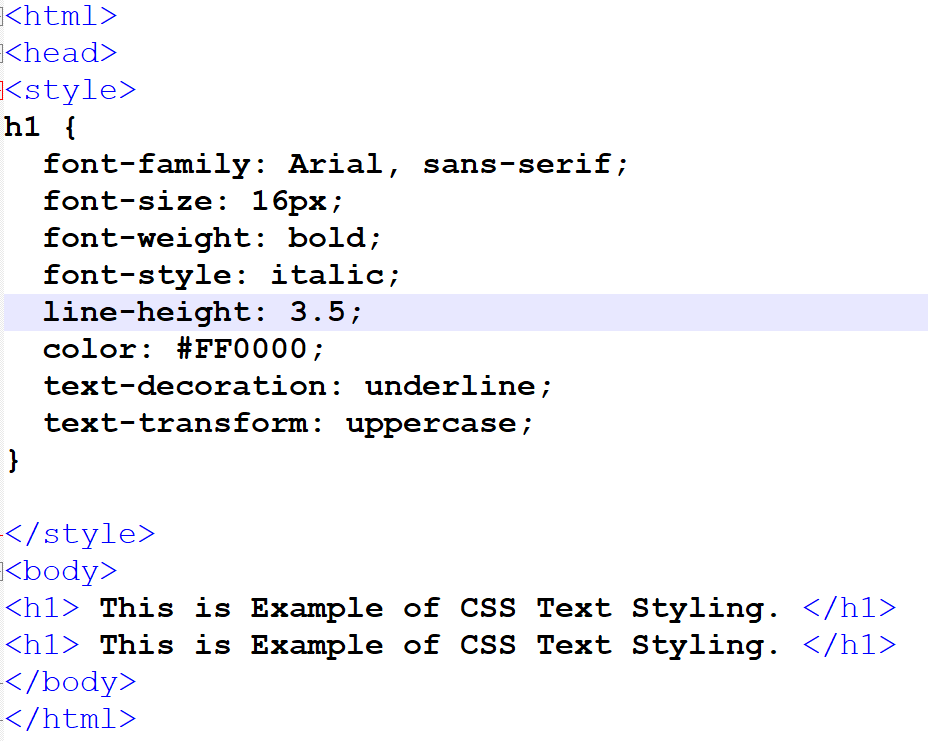 <html>
<head>
<style>
h1 {
  font-family: Arial, sans-serif;
  font-size: 16px;
  font-weight: bold;
  font-style: italic;
  line-height: 3.5;
  color: #FF0000;
  text-decoration: underline;
  text-transform: uppercase;
}

</style>
<body>
<h1> This is Example of CSS Text Styling. </h1>
<h1> This is Example of CSS Text Styling. </h1>
</body>
</html>